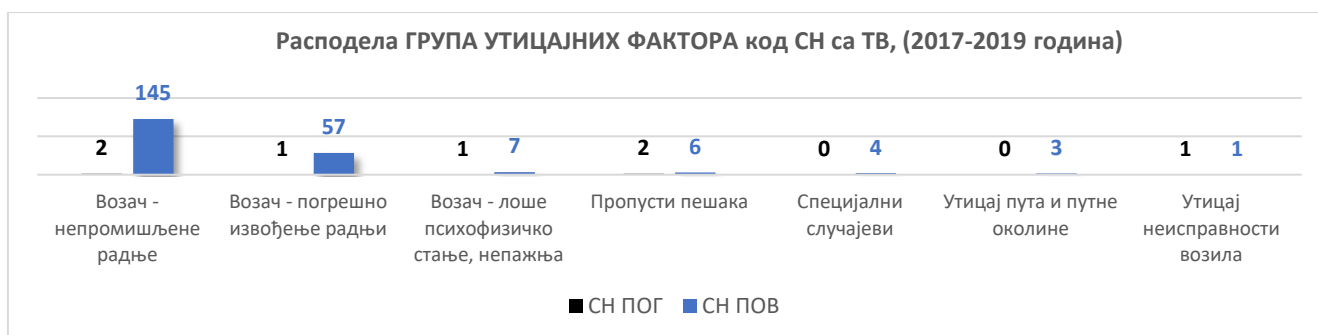 Расподела ГРУПА УТИЦАЈНИХ ФАКТОРА код СН са ТВ, (2017-2019 година)
2 145
1 57
1 7
2 6
0 4
0 3
1 1
Возач -
непромишљене
радње
Возач - погрешно
извођење радњи
Возач - лоше
психофизичко
стање, непажња
Пропусти пешака
Специјални
случајеви
Утицај пута и путне
околине
Утицај
неисправности
возила
СН ПОГ СН ПОВ